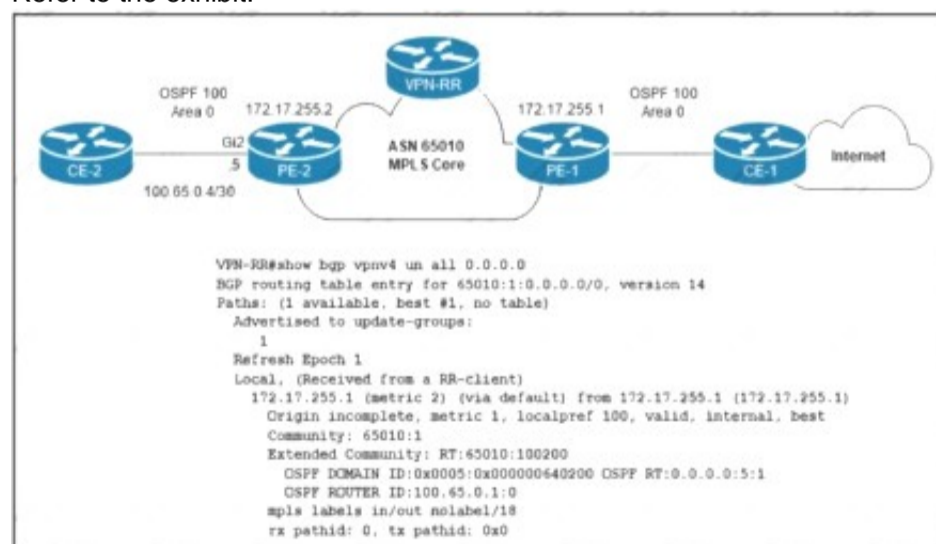 Refer to the exhibit.
VPN-RR
OSPF 100
Area 0
172.17.255.2
172.17.255.1
OSPF 100
Area 0
Gi2
.5
ASN 65010
MPLS Core
Internet
CE-2
PE-2
PE-1
CE-1
100.65.0.4/30
VPN-RR#show bgp vpnv4 un all 0.0.0.0
BGP routing table entry for 65010:1:0.0.0.0/0, version 14
Paths: (1 available, best #1, no table)
Advertised to update-groups:
1
Refresh Epoch 1
Local, (Received from a RR-client)
172.17.255.1 (metric 2) (via default) from 172.17.255.1 (172.17.255.1)
Origin incomplete, metric 1, localpref 100, valid, internal, best
Community: 65010:1
Extended Community: RT:65010:100200
OSPF DOMAIN ID:0x0005:0x000000640200 OSPF RT:0.0.0.0:5:1
OSPF ROUTER ID:100.65.0.1:0
mpls labels in/out nolabel/18
rx pathid: 0, tx pathid: 0x0